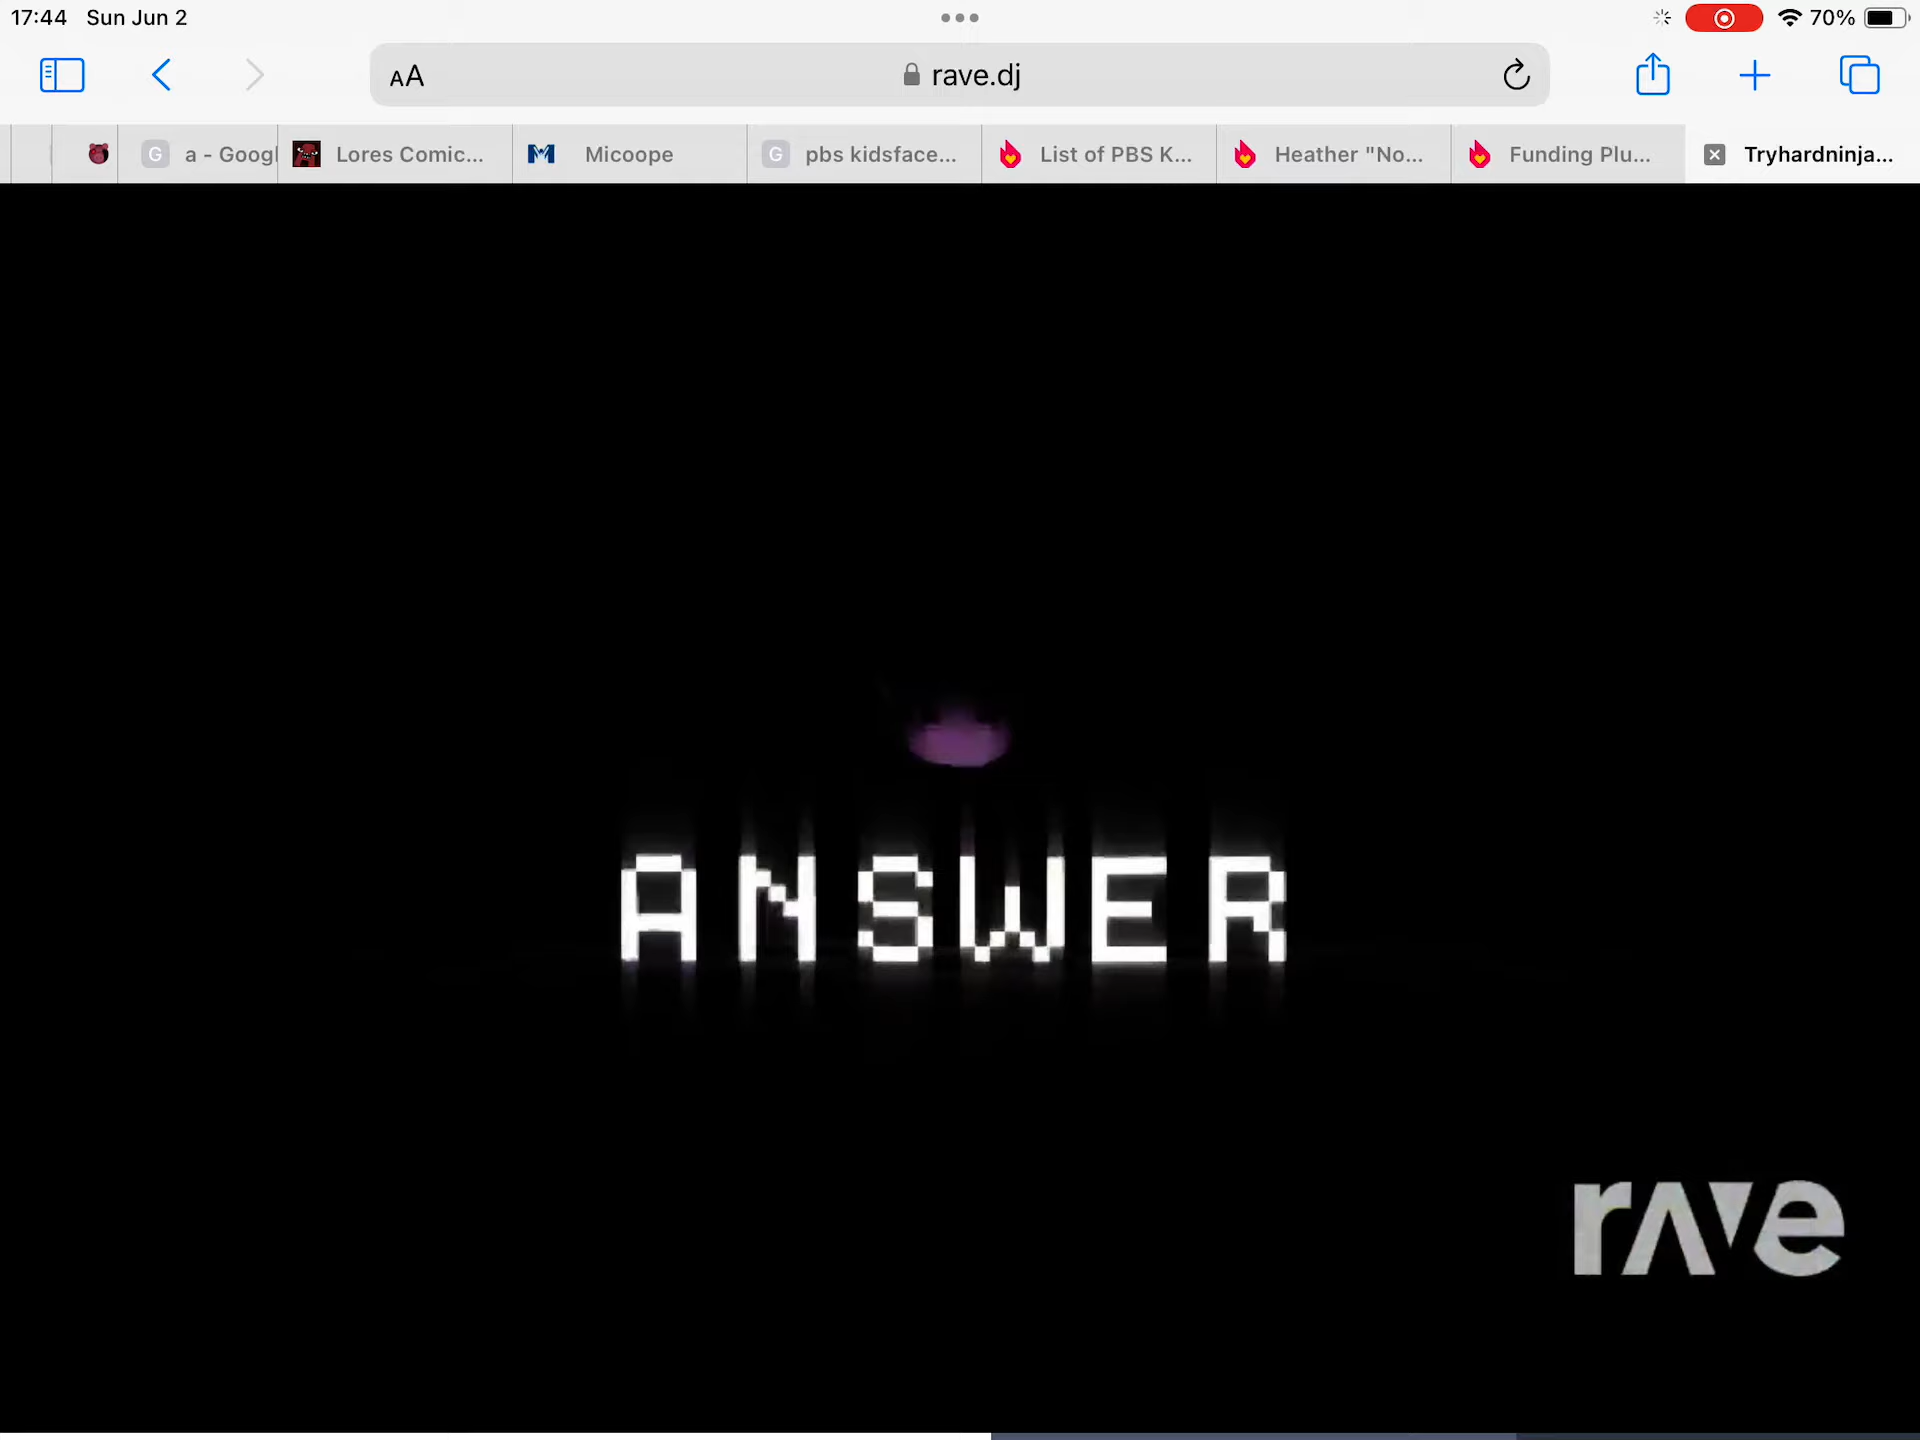 17:44 Sun Jun 2
70%
AA
rave.dj
G a - Googl
Lores Comic...
Micoope
G pbs kidsface...
List of PBS K...
Heather "No...
Funding Plu...
Tryhardninja...
ANSWER
rave